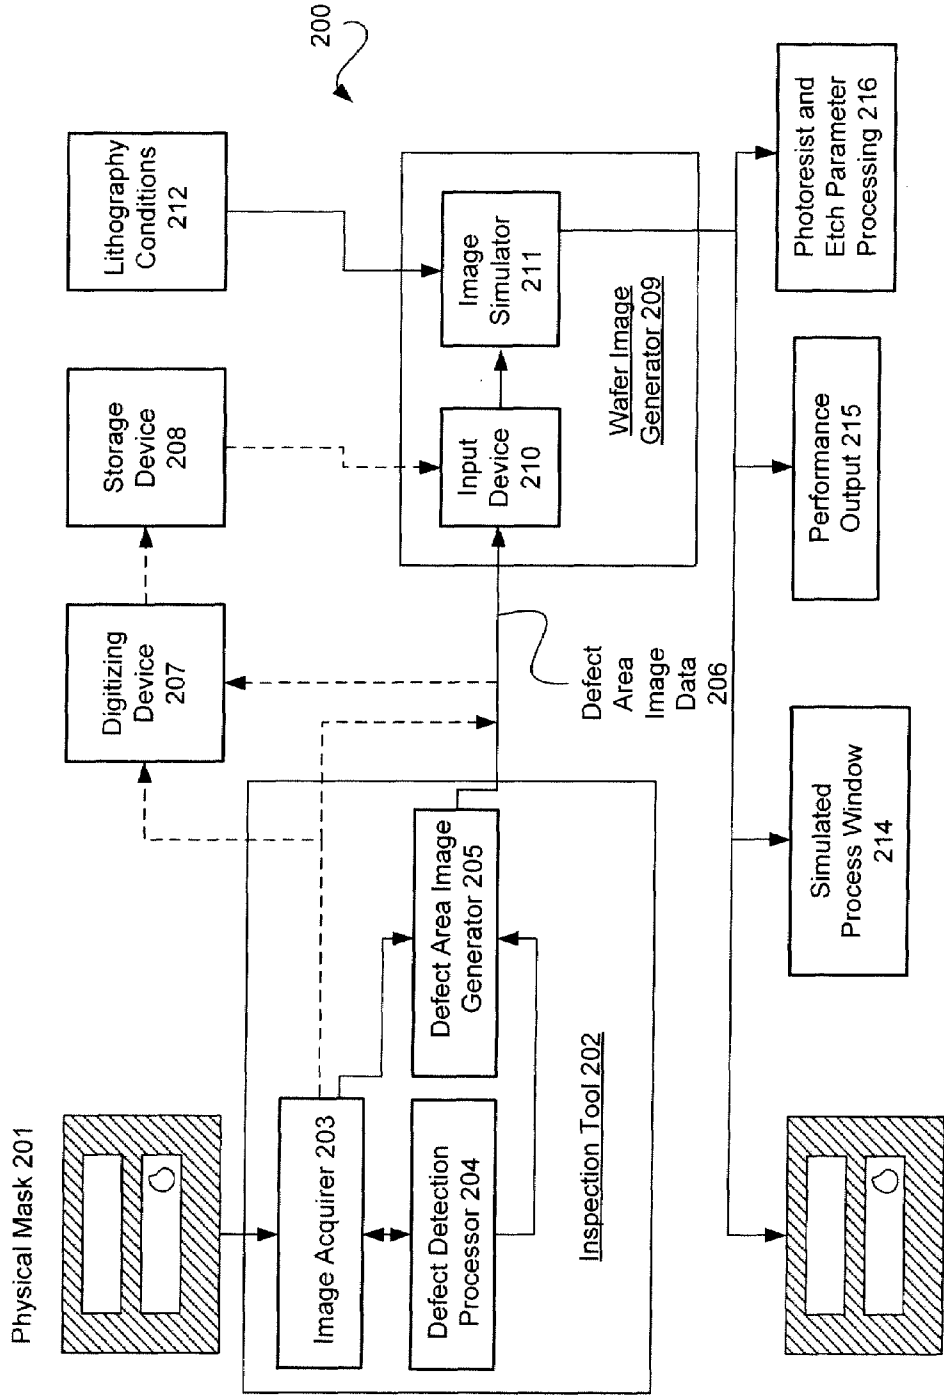 200
Physical Mask 201
Digitizing
Device
207
Storage
Device
208
Lithography
Conditions
212
Image Acquirer 203
Defect Detection
Processor 204
Defect Area Image
Generator 205
Inspection Tool 202
Defect
Area
Image
Data
206
Input
Device
210
Image
Simulator
211
Wafer Image
Generator 209
Simulated
Process Window
214
Performance
Output 215
Photoresist and
Etch Parameter
Processing 216